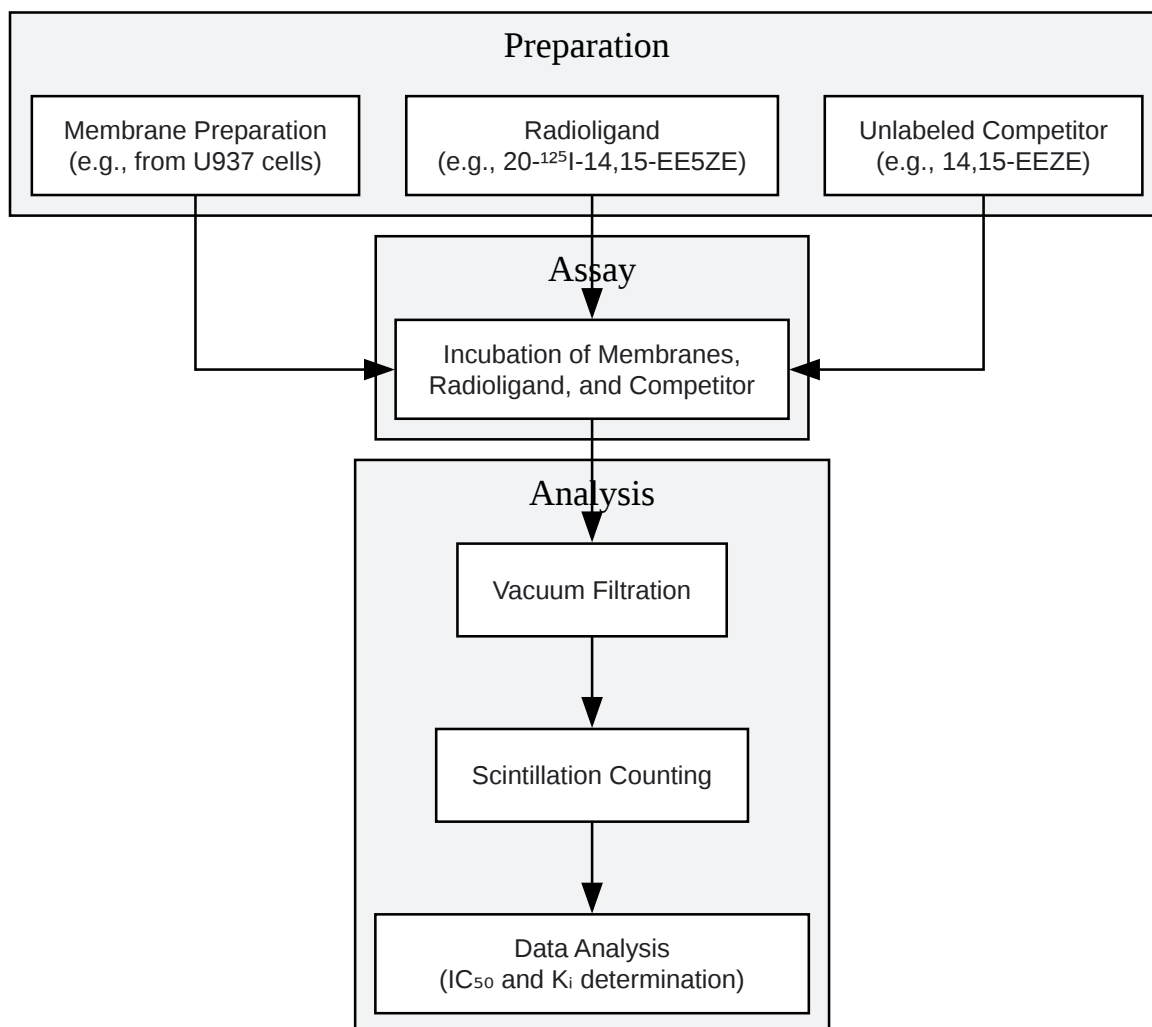 Preparation
Membrane Preparation
(e.g., from U937 cells)
Radioligand
(e.g., 20-¹²⁵I-14,15-EE5ZE)
Unlabeled Competitor
(e.g., 14,15-EEZE)
Assay
Incubation of Membranes,
Radioligand, and Competitor
Analysis
Vacuum Filtration
Scintillation Counting
Data Analysis
(IC₅₀ and Kᵢ determination)